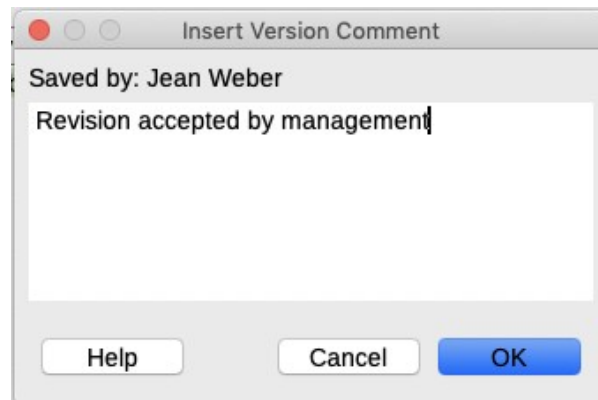 Insert Version Comment
Saved by: Jean Weber
Revision accepted by management
Help Cancel OK